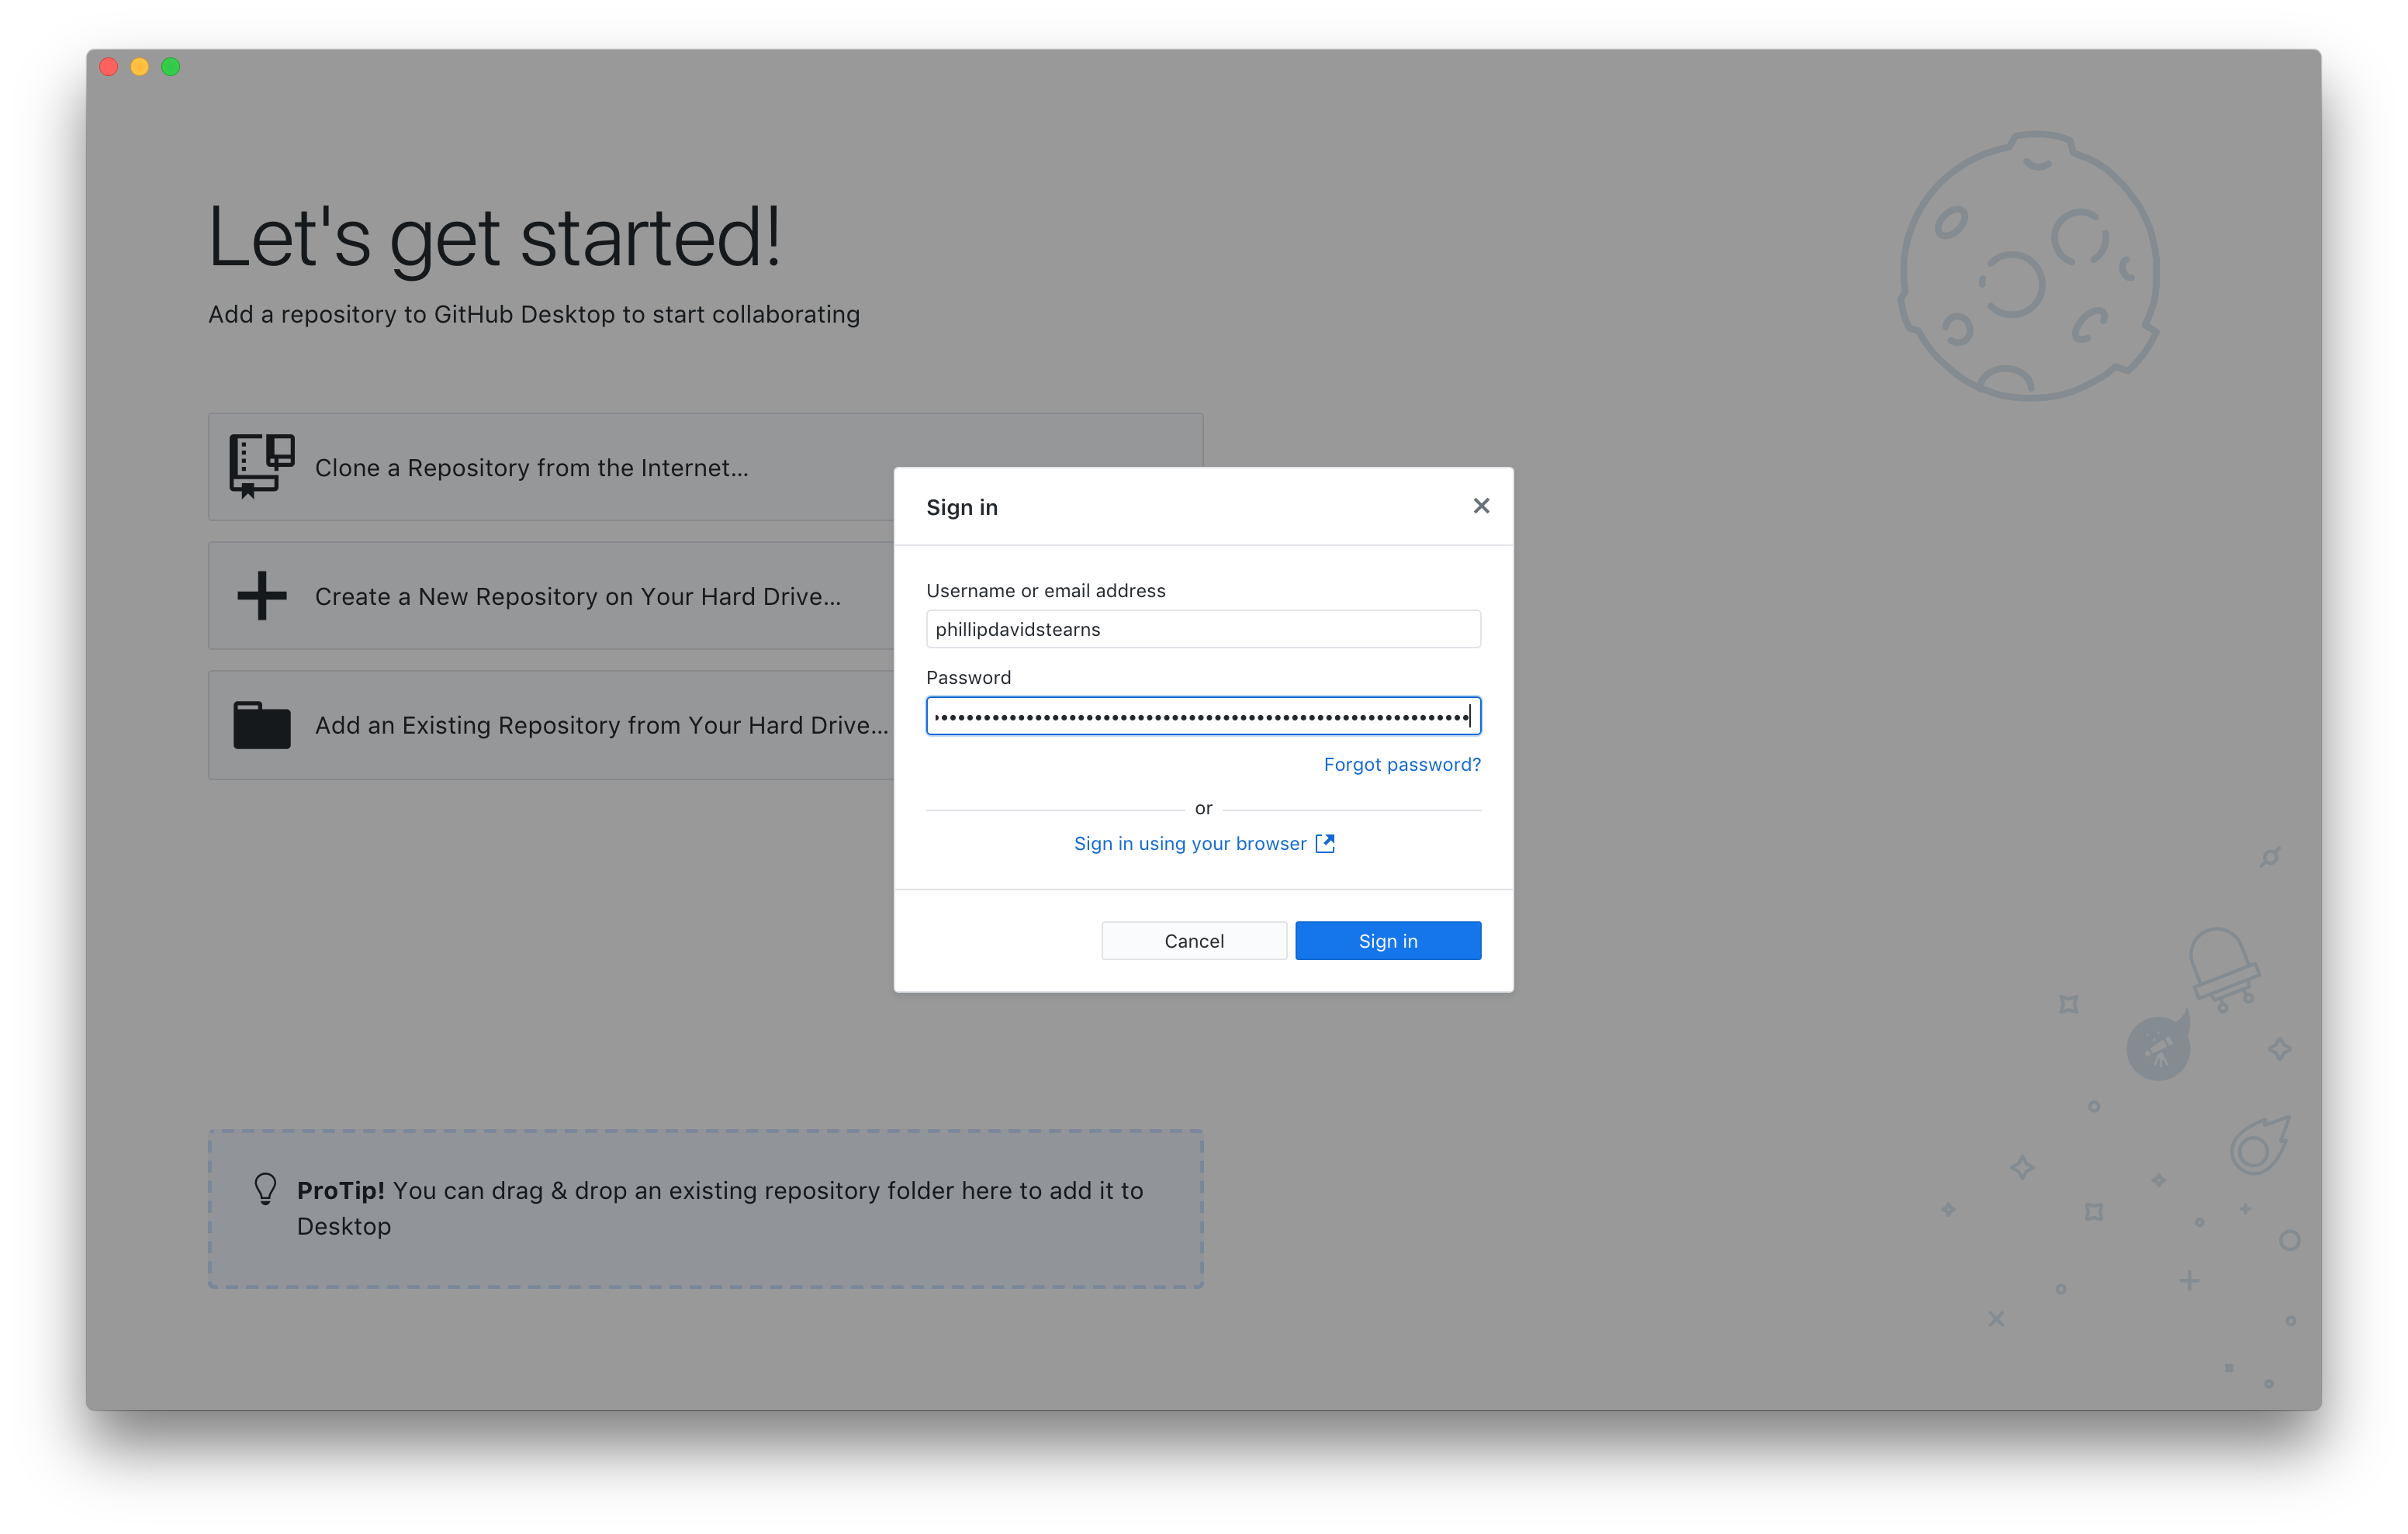 Let's get started!
Add a repository to GitHub Desktop to start collaborating
Clone a Repository from the Internet...
Create a New Repository on Your Hard Drive...
Add an Existing Repository from Your Hard Drive...
Sign in
Username or email address
phillipdavidstearns
Password
Forgot password?
or
Sign in using your browser
Cancel
Sign in
ProTip! You can drag & drop an existing repository folder here to add it to
Desktop